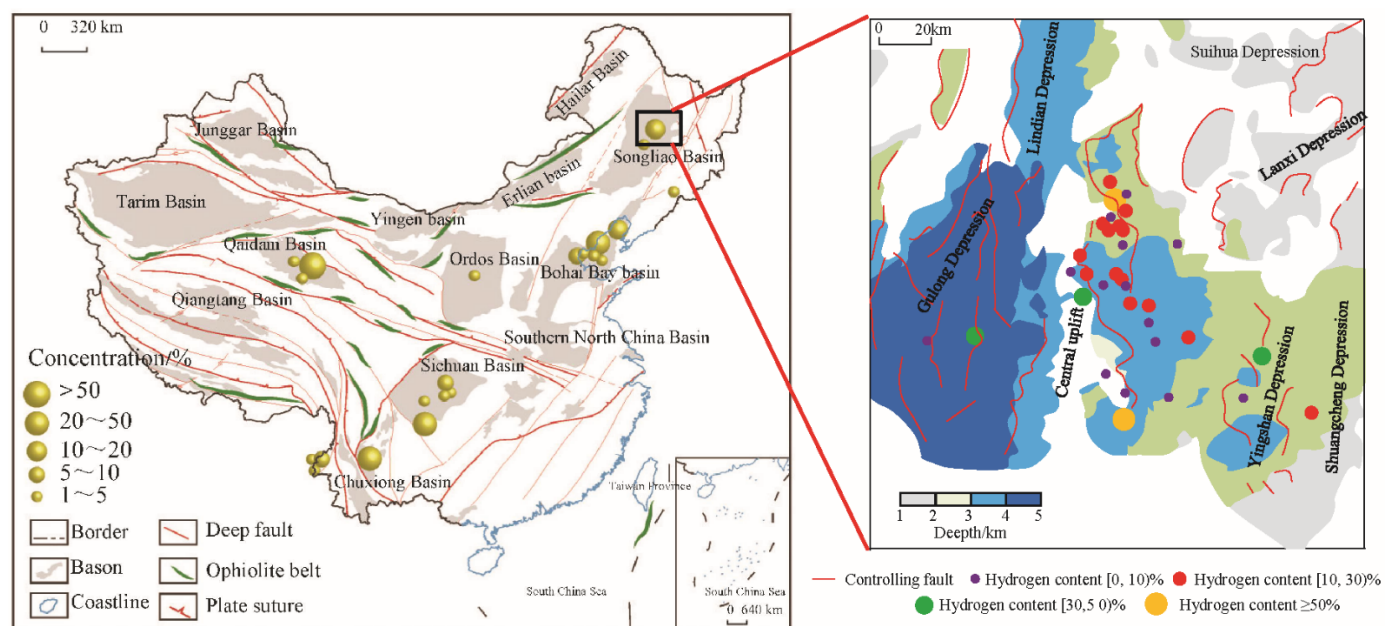 0 320 km
Hailar Basin
Junggar Basin
Songliao Basin
Erlian basin
Tarim Basin
Yingen basin
Qaidam Basin
Ordos Basin
Bohai Bay basin
Qiangtang Basin
Southern North China Basin
Sichuan Basin
Chuxiong Basin
Taiwan Province
South China Sea
South China Sea
0 640 km
Concentration/%
>50
20～50
10～20
5～10
1～5
Border
Deep fault
Bason
Ophiolite belt
Coastline
Plate suture
0 20km
Suihua Depression
Lindian Depression
Lanxi Depression
Gulong Depression
Central uplift
Yingshan Depression
Shuangcheng Depression
1 2 3 4 5
Deepth/km
Controlling fault
Hydrogen content [0, 10)%
Hydrogen content [10, 30)%
Hydrogen content [30,5 0)%
Hydrogen content ≥50%